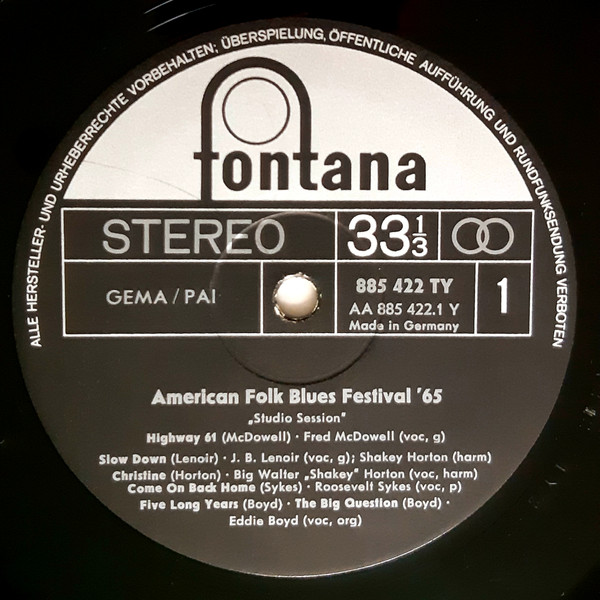 ALLE HERSTELLER- UND URHEBERRECHTE VORBEHALTEN; ÜBERSPIELUNG, ÖFFENTLICHE AUFFÜHRUNG UND RUNDFUNKSENDUNG VERBOTEN
fontana
STEREO 33 1/3
GEMA / PAI 885 422 TY 1
AA 885 422.1 Y
Made in Germany
American Folk Blues Festival '65
„Studio Session"
Highway 61 (McDowell) · Fred McDowell (voc, g)
Slow Down (Lenoir) · J. B. Lenoir (voc, g); Shakey Horton (harm)
Christine (Horton) · Big Walter „Shakey" Horton (voc, harm)
Come On Back Home (Sykes) · Roosevelt Sykes (voc, p)
Five Long Years (Boyd) · The Big Question (Boyd) ·
Eddie Boyd (voc, org)